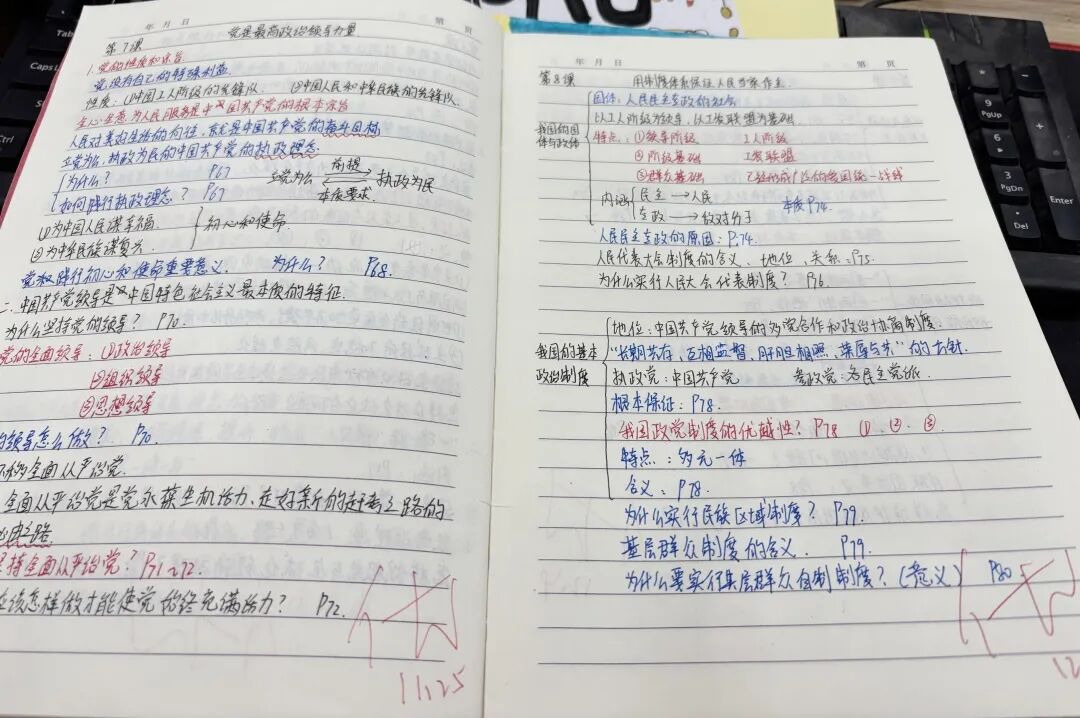 年 月 日 第 页
第7课 党是最高政治领导力量
1.党的性质和宗旨
党没有自己的特殊利益.
性质:①中国工人阶级的先锋队 ②中国人民和中华民族的先锋队.
全心全意为人民服务是中国共产党的根本宗旨
人民对美好生活的向往,就是中国共产党的奋斗目标
立党为公,执政为民的中国共产党的执政理念.
为什么? P67
如何践行执政理念? P67
立党为公 前提 本质要求 执政为民
①为中国人民谋幸福
②为中华民族谋复兴
初心和使命
党和践行初心和使命重要意义. 为什么? P68.
二.中国共产党领导是中国特色社会主义最本质的特征.
为什么坚持党的领导? P70.
党的全面领导:①政治领导
②组织领导
③思想领导
的领导怎么做? P70.
全面从严治党.
全面从严治党是党永葆生机活力,走好新的赶考之路的
必由之路.
坚持全面从严治党? P71~72.
应该怎样做才能使党始终充满活力? P72.
11.25
年 月 日 第 页
第8课 用制度体系保证人民当家作主.
我国的国体与政体
国体:人民民主专政的社会
以工人阶级为领导,以工农联盟为基础
特点:①领导阶级 工人阶级
②阶级基础 工农联盟
③群众基础 统一战线
内涵 民主→人民
专政→敌对分子
本质P74.
人民民主专政的原因:P74.
人民代表大会制度的含义、地位,关系:P75.
为什么实行人民大会代表制度? P76.
我国的基本政治制度
地位:中国共产党领导的多党合作和政治协商制度.
“长期共存,互相监督,肝胆相照,荣辱与共”的方针.
执政党:中国共产党 参政党:各民主党派.
根本保证:P78.
我国政党制度的优越性? P78 ①.②.③.
特点:多元一体
含义:P78.
为什么实行民族区域制度? P79.
基层群众制度的含义. P79.
为什么要实行基层群众自制制度?(意义) P80.
12